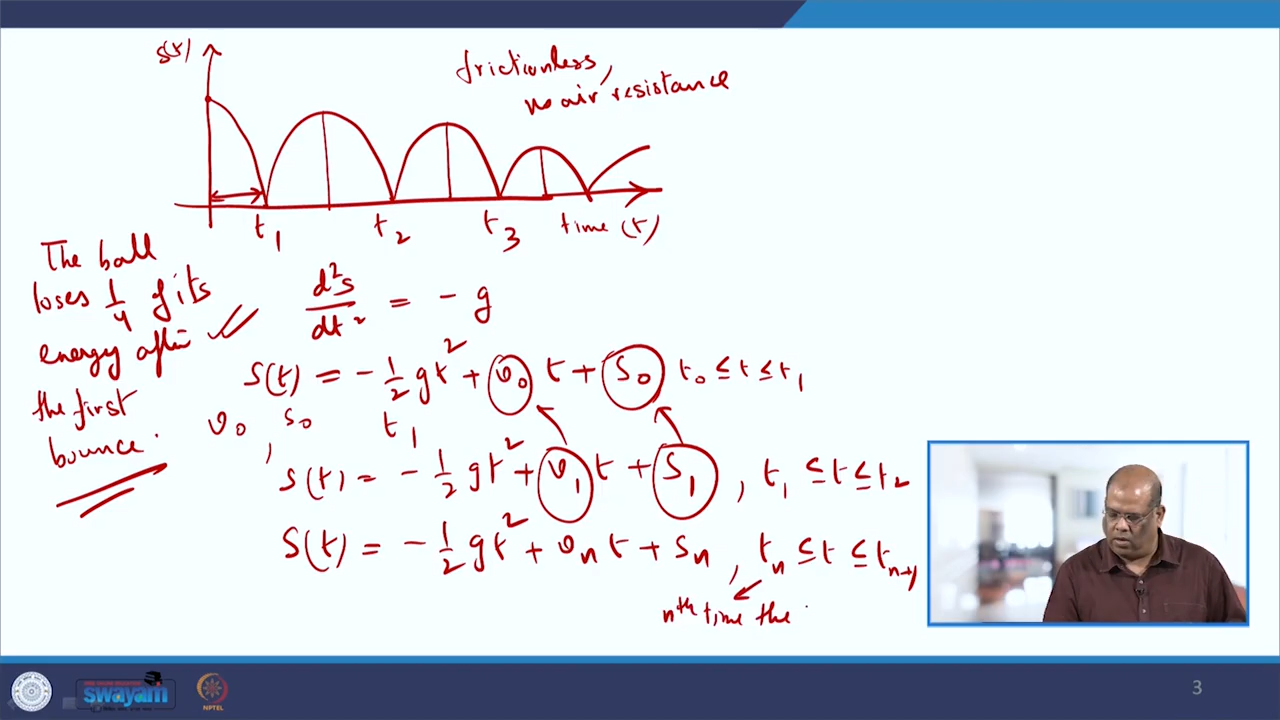 s(t)
frictionless,
no air resistance
t₁ t₂ t₃ time (t)
The ball
loses 1/4 of its
energy after
the first
bounce.
d²s/dt² = - g
s(t) = - 1/2 gt² + v₀ t + s₀ t₀ ≤ t ≤ t₁
v₀, s₀ t₁
s(t) = - 1/2 gt² + v₁ t + s₁, t₁ ≤ t ≤ t₂
s(t) = - 1/2 gt² + vₙ t + sₙ, tₙ ≤ t ≤ tₙ₊₁
nth time the
swayam
NPTEL
3